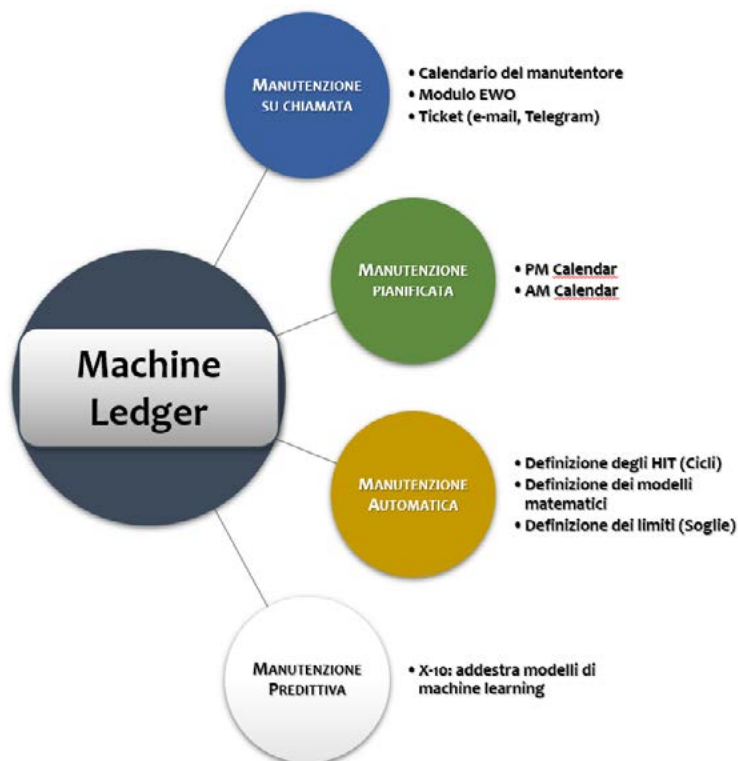 MANUTENZIONE
SU CHIAMATA
• Calendario del manutentore
• Modulo EWO
• Ticket (e-mail, Telegram)
MANUTENZIONE
PIANIFICATA
• PM Calendar
• AM Calendar
Machine
Ledger
MANUTENZIONE
AUTOMATICA
• Definizione degli HIT (Cicli)
• Definizione dei modelli
matematici
• Definizione dei limiti (Soglie)
MANUTENZIONE
PREDITTIVA
• X-10: addestra modelli di
machine learning